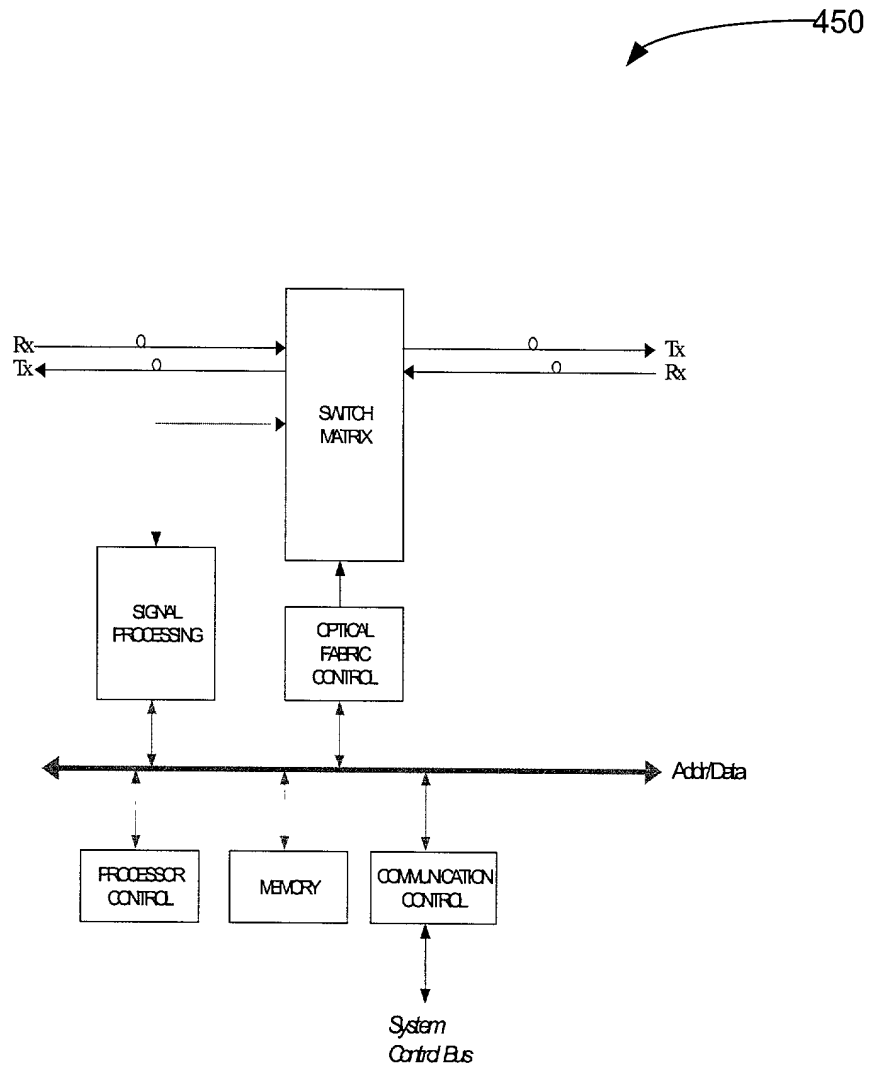 450
Rx
Tx
Tx
Rx
SWITCH
MATRIX
SIGNAL
PROCESSING
OPTICAL
FABRIC
CONTROL
Addr/Data
PROCESSOR
CONTROL
MEMORY
COMMUNICATION
CONTROL
System
Control Bus